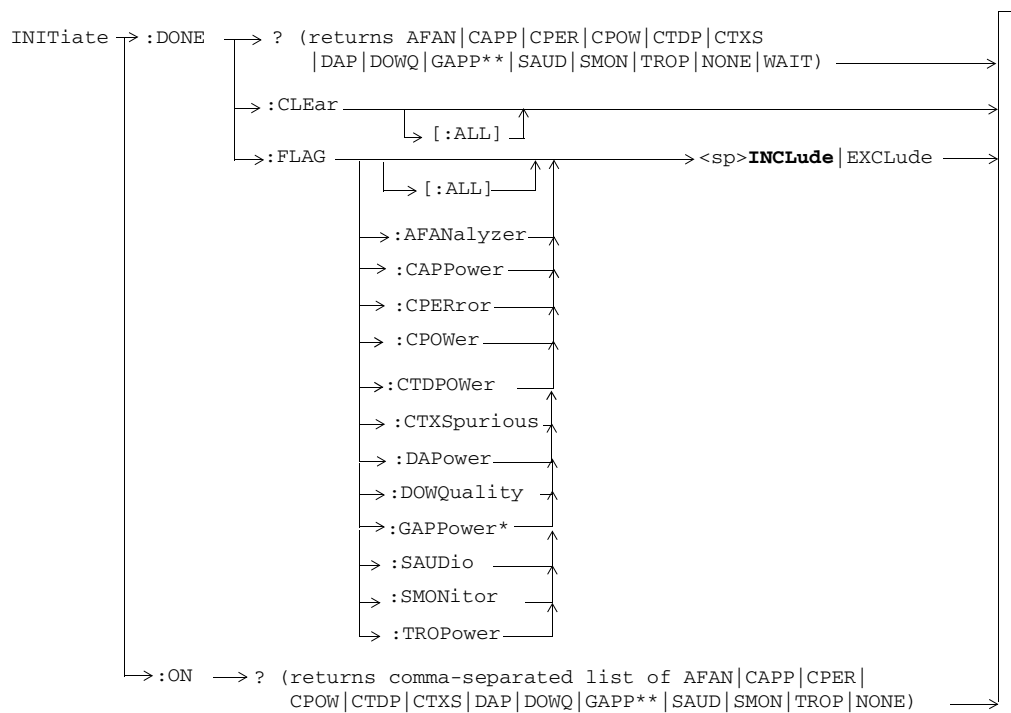 INITiate :DONE ? (returns AFAN|CAPP|CPER|CPOW|CTDP|CTXS
|DAP|DOWQ|GAPP**|SAUD|SMON|TROP|NONE|WAIT)
:CLEar
[:ALL]
:FLAG <sp>INCLude|EXCLude
[:ALL]
:AFANalyzer
:CAPPower
:CPERror
:CPOWer
:CTDPOWer
:CTXSpurious
:DAPower
:DOWQuality
:GAPPower*
:SAUDio
:SMONitor
:TROPower
:ON ? (returns comma-separated list of AFAN|CAPP|CPER|
CPOW|CTDP|CTXS|DAP|DOWQ|GAPP**|SAUD|SMON|TROP|NONE)